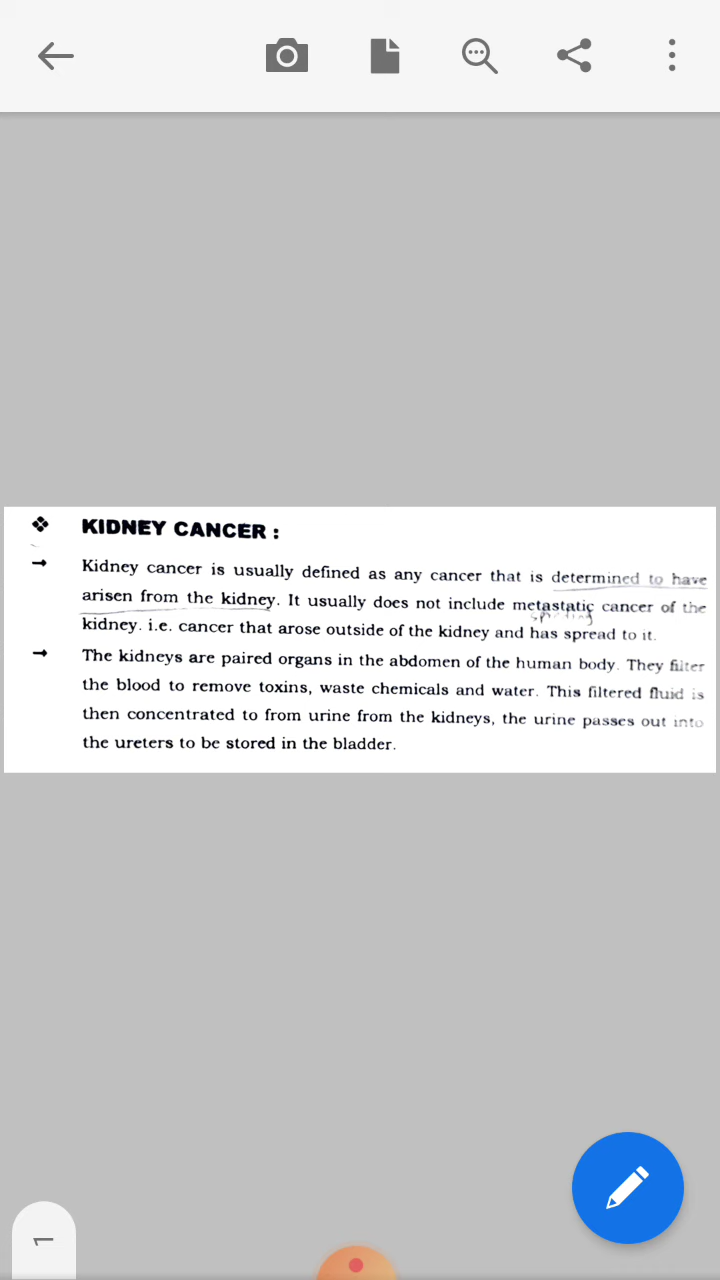 ❖ KIDNEY CANCER :
→ Kidney cancer is usually defined as any cancer that is determined to have
arisen from the kidney. It usually does not include metastatic cancer of the
kidney. i.e. cancer that arose outside of the kidney and has spread to it.
→ The kidneys are paired organs in the abdomen of the human body. They filter
the blood to remove toxins, waste chemicals and water. This filtered fluid is
then concentrated to from urine from the kidneys, the urine passes out into
the ureters to be stored in the bladder.
1